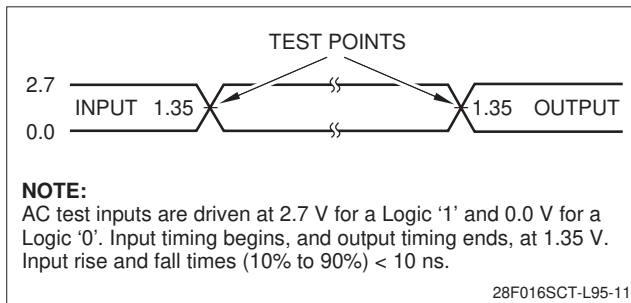 TEST POINTS
2.7
INPUT 1.35
1.35 OUTPUT
0.0
NOTE:
AC test inputs are driven at 2.7 V for a Logic '1' and 0.0 V for a
Logic '0'. Input timing begins, and output timing ends, at 1.35 V.
Input rise and fall times (10% to 90%) < 10 ns.
28F016SCT-L95-11